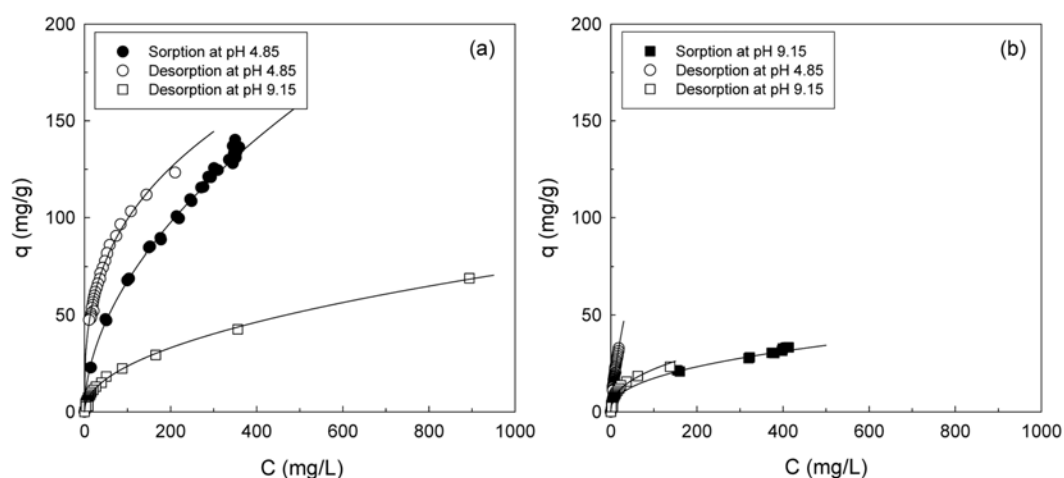 200
150
100
50
0
q (mg/g)
Sorption at pH 4.85
Desorption at pH 4.85
Desorption at pH 9.15
(a)
0 200 400 600 800 1000
C (mg/L)
200
150
100
50
0
q (mg/g)
Sorption at pH 9.15
Desorption at pH 4.85
Desorption at pH 9.15
(b)
0 200 400 600 800 1000
C (mg/L)